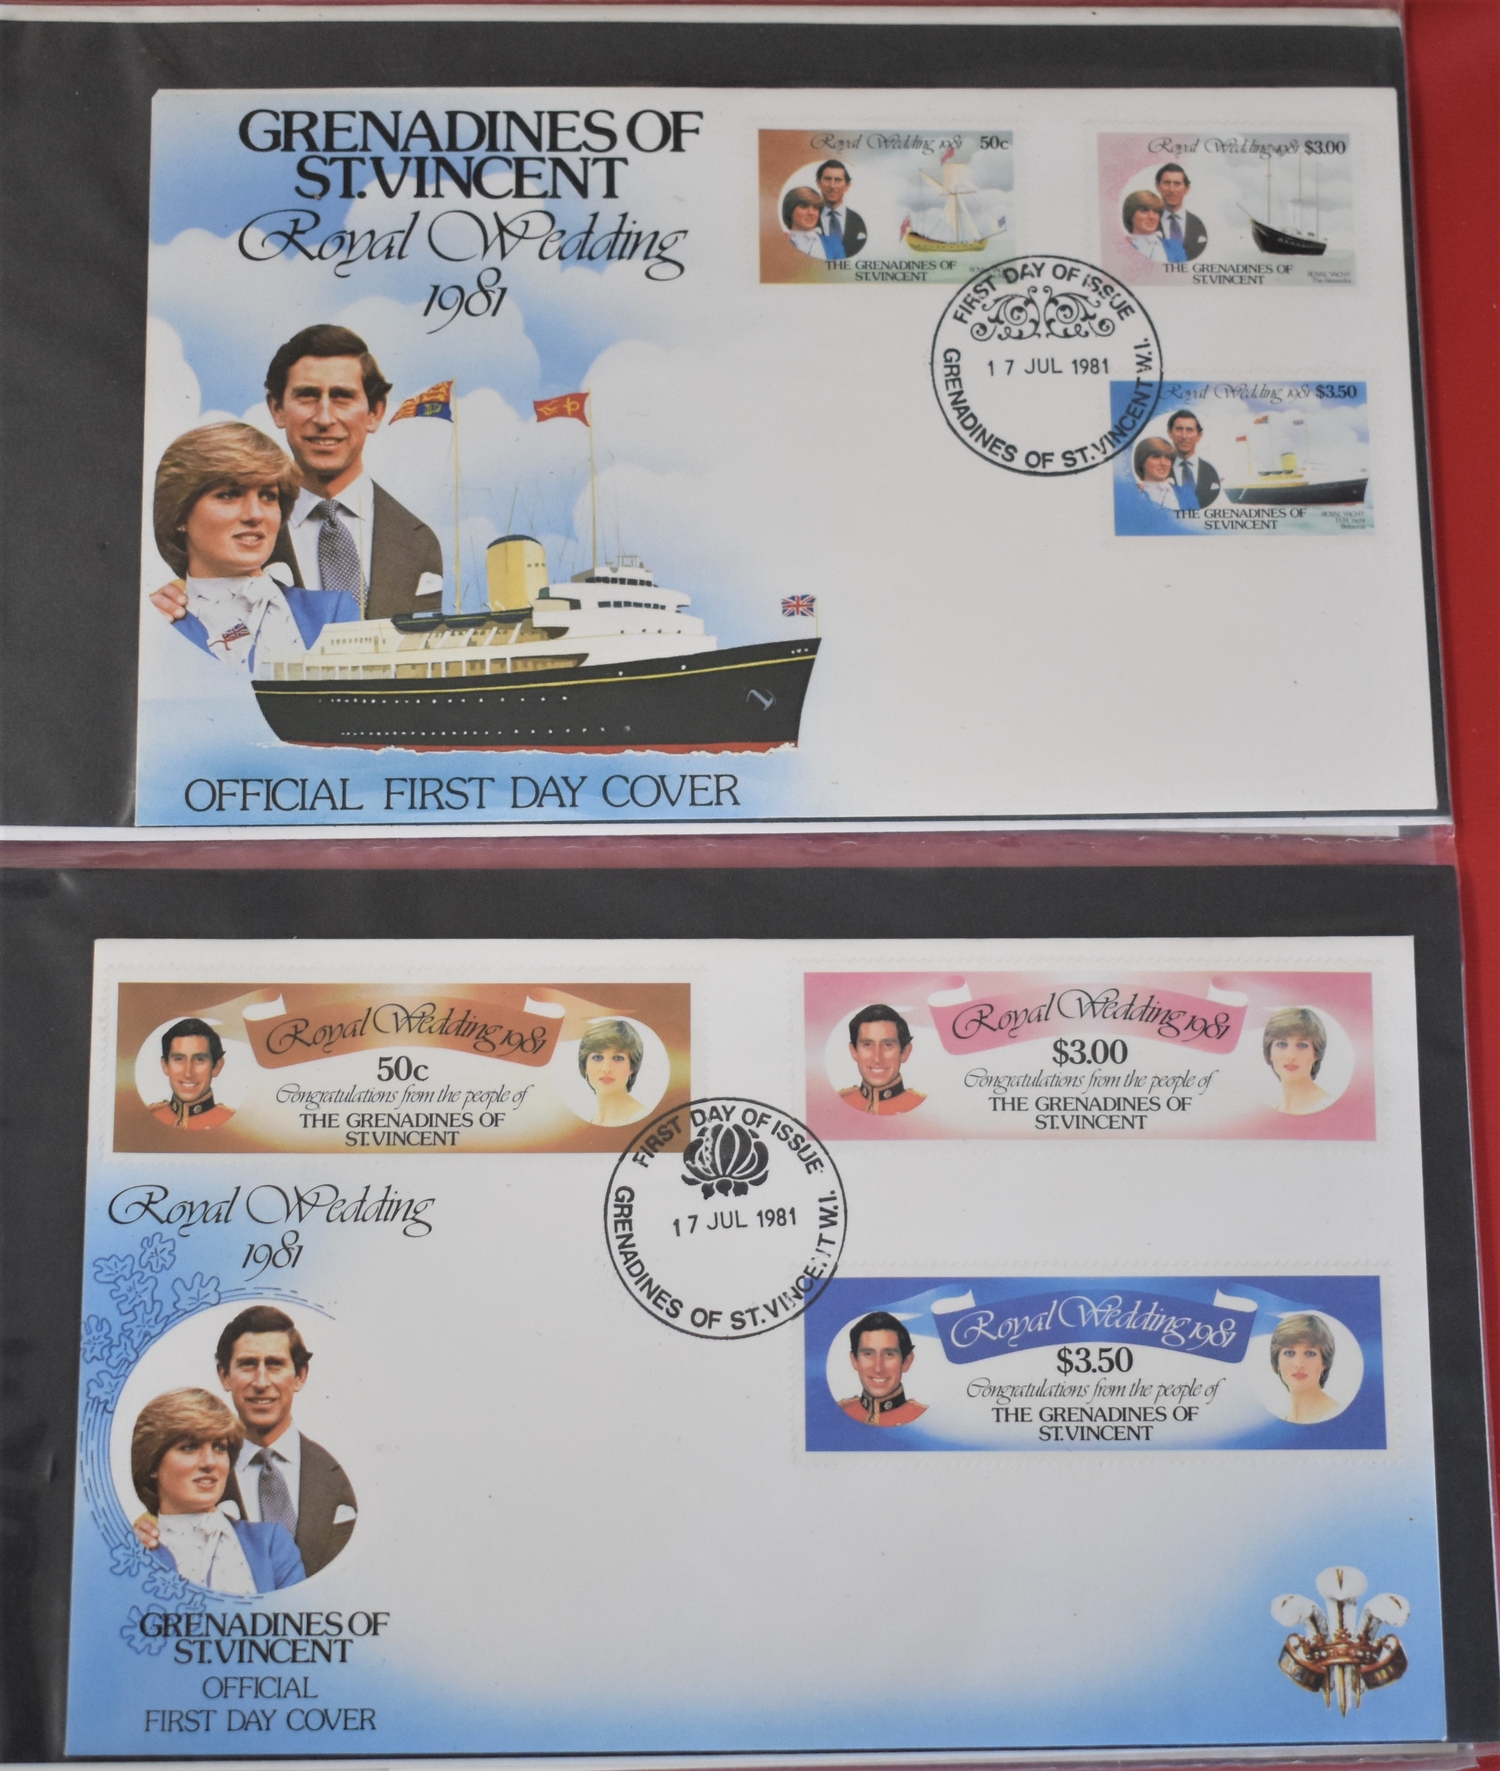 GRENADINES OF
ST.VINCENT
Royal Wedding
1981
OFFICIAL FIRST DAY COVER
Royal Wedding 1981 50c
THE GRENADINES OF
ST.VINCENT
Royal Wedding 1981 $3.00
THE GRENADINES OF
ST.VINCENT
ROYAL YACHT
FIRST DAY OF ISSUE
17 JUL 1981
GRENADINES OF ST.VINCENT W.I.
Royal Wedding 1981 $3.50
THE GRENADINES OF
ST.VINCENT
ROYAL YACHT
H.M. Yacht
Britannia
Royal Wedding 1981
50c
Congratulations from the people of
THE GRENADINES OF
ST.VINCENT
Royal Wedding 1981
$3.00
Congratulations from the people of
THE GRENADINES OF
ST.VINCENT
FIRST DAY OF ISSUE
17 JUL 1981
GRENADINES OF ST.VINCENT W.I.
Royal Wedding 1981
$3.50
Congratulations from the people of
THE GRENADINES OF
ST.VINCENT
Royal Wedding
1981
GRENADINES OF
ST.VINCENT
OFFICIAL
FIRST DAY COVER